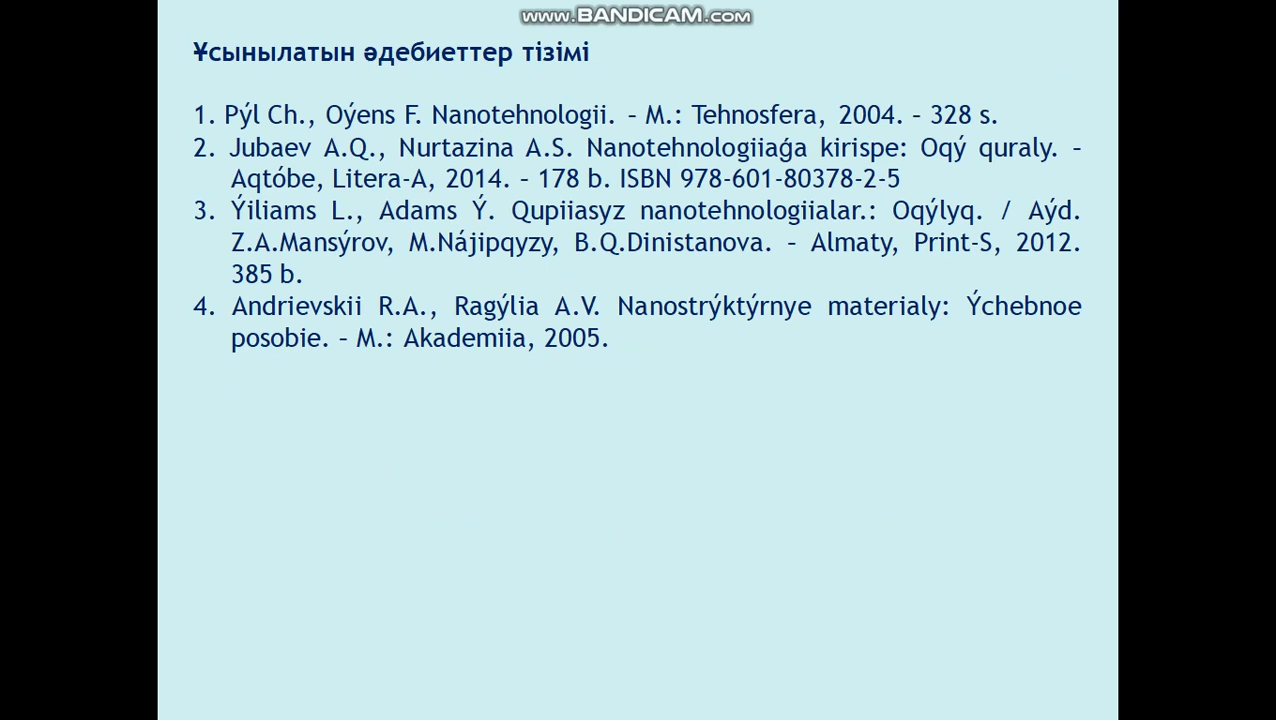 www.BANDICAM.com
Ұсынылатын әдебиеттер тізімі
1. Pýl Ch., Oýens F. Nanotehnologii. – M.: Tehnosfera, 2004. – 328 s.
2. Jubaev A.Q., Nurtazina A.S. Nanotehnologiiaǵa kirispe: Oqý quraly. –
Aqtóbe, Litera-A, 2014. – 178 b. ISBN 978-601-80378-2-5
3. Ýiliams L., Adams Ý. Qupiiasyz nanotehnologiialar.: Oqýlyq. / Aýd.
Z.A.Mansýrov, M.Nájipqyzy, B.Q.Dinistanova. – Almaty, Print-S, 2012.
385 b.
4. Andrievskii R.A., Ragýlia A.V. Nanostrýktýrnye materialy: Ýchebnoe
posobie. – M.: Akademiia, 2005.